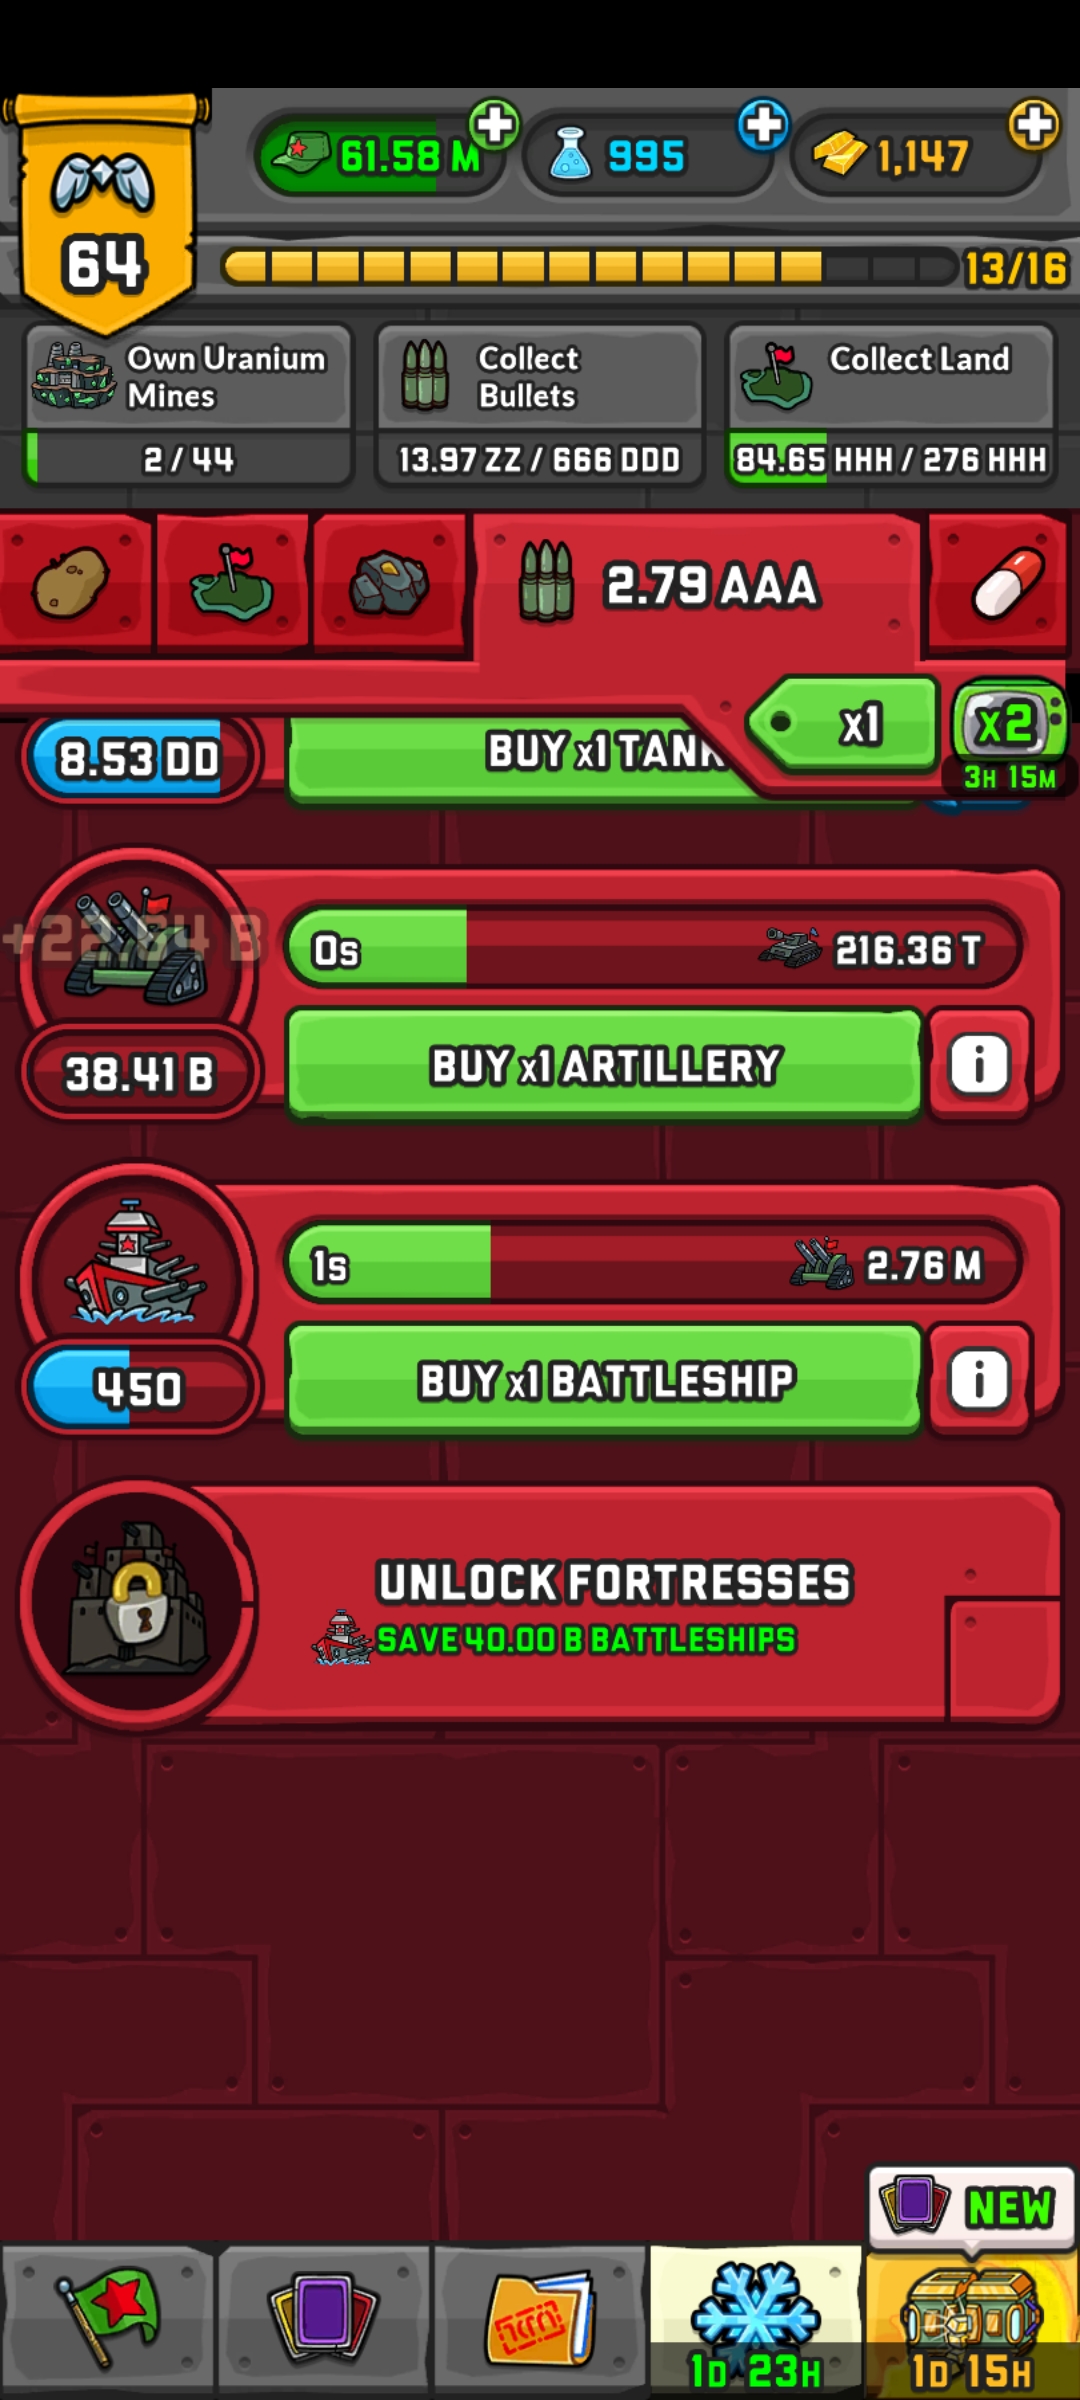 61.58 M
995
1,147
64
13/16
Own Uranium
Mines
2 / 44
Collect
Bullets
13.97 ZZ / 666 DDD
Collect Land
84.65 HHH / 276 HHH
2.79 AAA
x1
x2
3H 15M
8.53 DD
BUY x1 TANK
+22.84 B
0s
216.36 T
38.41 B
BUY x1 ARTILLERY
i
1s
2.76 M
450
BUY x1 BATTLESHIP
i
UNLOCK FORTRESSES
SAVE 40.00 B BATTLESHIPS
NEW
1D 23H
1D 15H